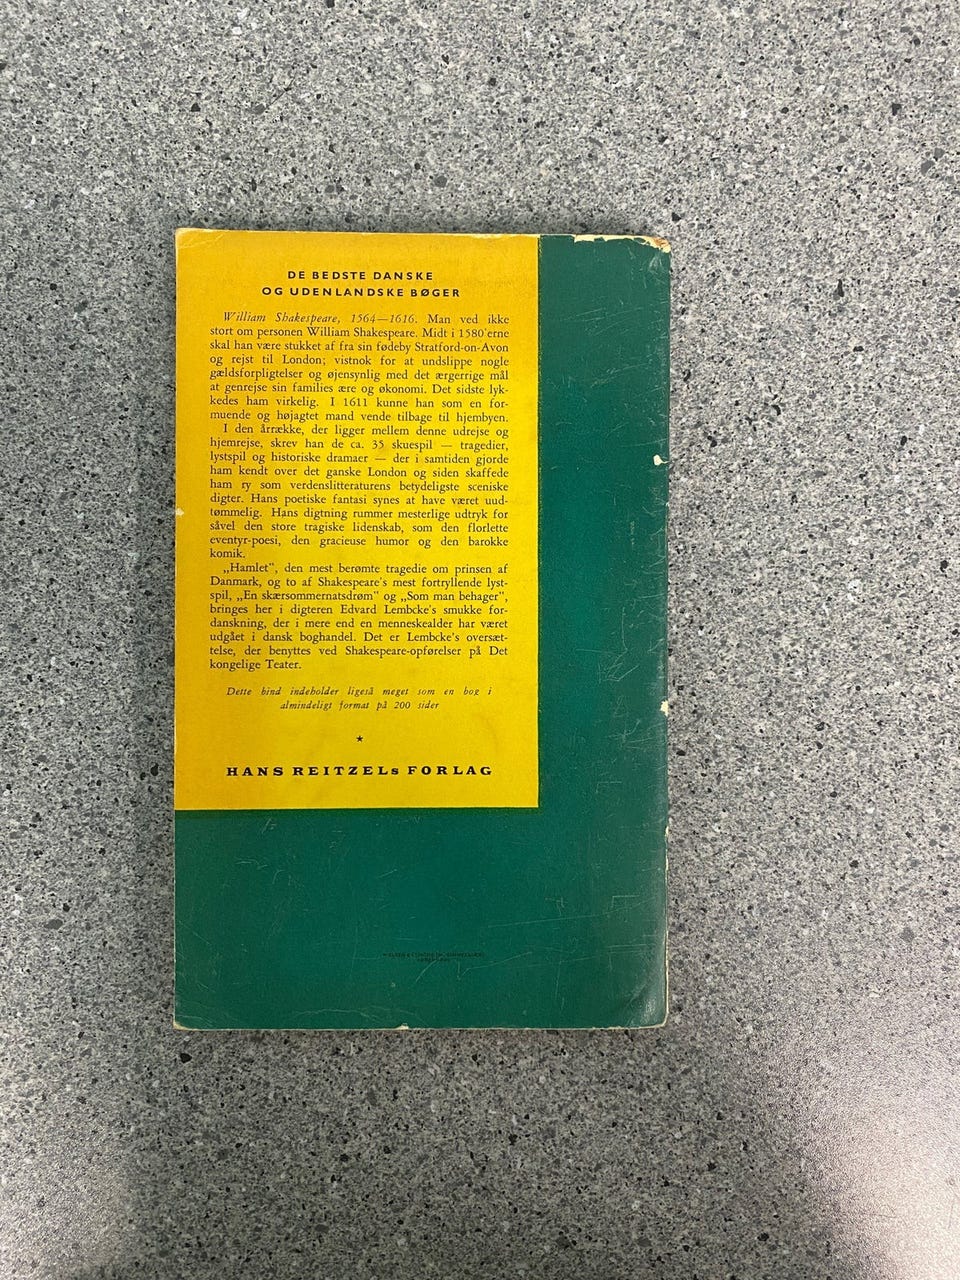 DE BEDSTE DANSKE
OG UDENLANDSKE BØGER
William Shakespeare, 1564—1616. Man ved ikke
stort om personen William Shakespeare. Midt i 1580'erne
skal han være stukket af fra sin fødeby Stratford-on-Avon
og rejst til London; vistnok for at undslippe nogle
gældsforpligtelser og øjensynlig med det ærgerrige mål
at genrejse sin families ære og økonomi. Det sidste lyk-
kedes ham virkelig. I 1611 kunne han som en for-
muende og højagtet mand vende tilbage til hjembyen.
I den årrække, der ligger mellem denne udrejse og
hjemrejse, skrev han de ca. 35 skuespil — tragedier,
lystspil og historiske dramaer — der i samtiden gjorde
ham kendt over det ganske London og siden skaffede
ham ry som verdenslitteraturens betydeligste sceniske
digter. Hans poetiske fantasi synes at have været uud-
tømmelig. Hans digtning rummer mesterlige udtryk for
såvel den store tragiske lidenskab, som den florlette
eventyr-poesi, den gracieuse humor og den barokke
komik.
„Hamlet", den mest berømte tragedie om prinsen af
Danmark, og to af Shakespeare's mest fortryllende lyst-
spil, „En skærsommernatsdrøm" og „Som man behager",
bringes her i digteren Edvard Lembcke's smukke for-
danskning, der i mere end en menneskealder har været
udgået i dansk boghandel. Det er Lembcke's oversæt-
telse, der benyttes ved Shakespeare-opførelser på Det
kongelige Teater.
Dette bind indeholder ligeså meget som en bog i
almindeligt format på 200 sider
★
HANS REITZELs FORLAG